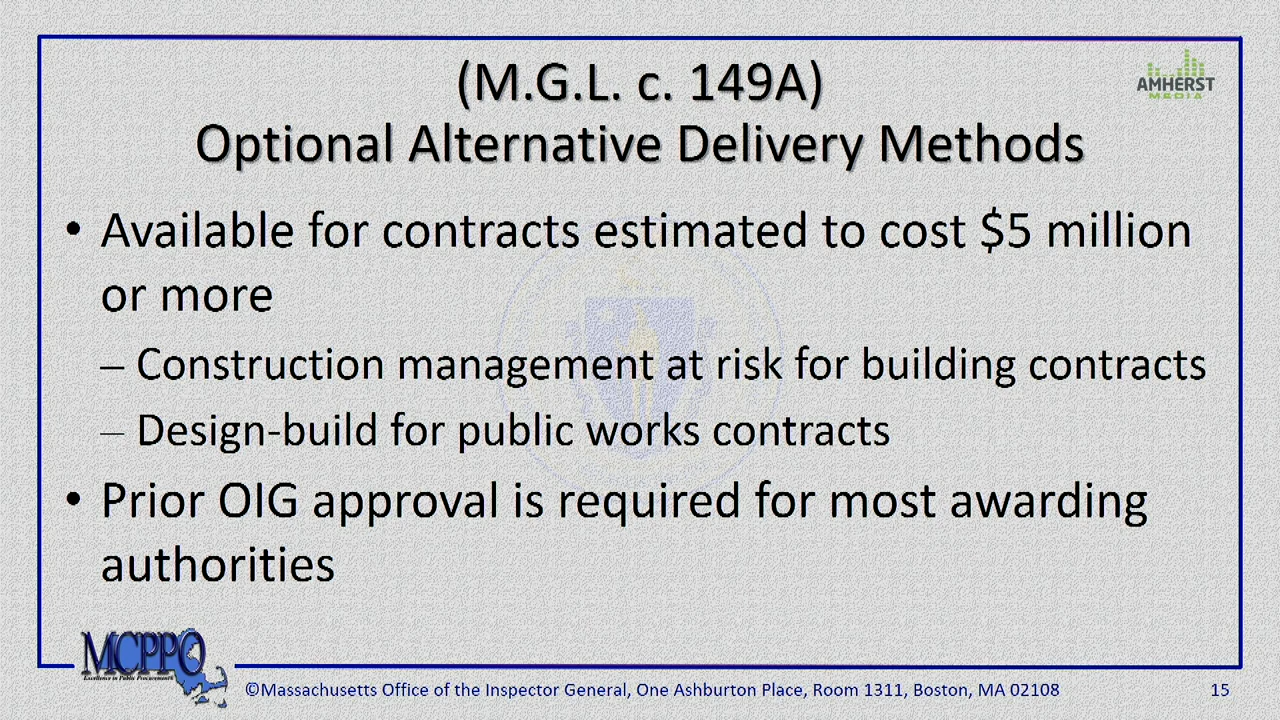 (M.G.L. c. 149A)
AMHERST
MEDIA
Optional Alternative Delivery Methods
• Available for contracts estimated to cost $5 million
or more
– Construction management at risk for building contracts
– Design-build for public works contracts
• Prior OIG approval is required for most awarding
authorities
MCPPO
Excellence in Public Procurement®
©Massachusetts Office of the Inspector General, One Ashburton Place, Room 1311, Boston, MA 02108
15